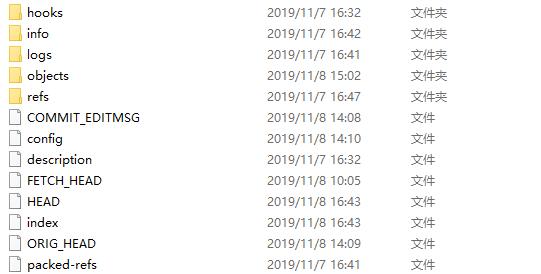 hooks 2019/11/7 16:32 文件夹
info 2019/11/7 16:42 文件夹
logs 2019/11/7 16:41 文件夹
objects 2019/11/8 15:02 文件夹
refs 2019/11/7 16:47 文件夹
COMMIT_EDITMSG 2019/11/8 14:08 文件
config 2019/11/8 14:10 文件
description 2019/11/7 16:32 文件
FETCH_HEAD 2019/11/8 10:05 文件
HEAD 2019/11/8 16:43 文件
index 2019/11/8 16:43 文件
ORIG_HEAD 2019/11/8 14:09 文件
packed-refs 2019/11/7 16:41 文件